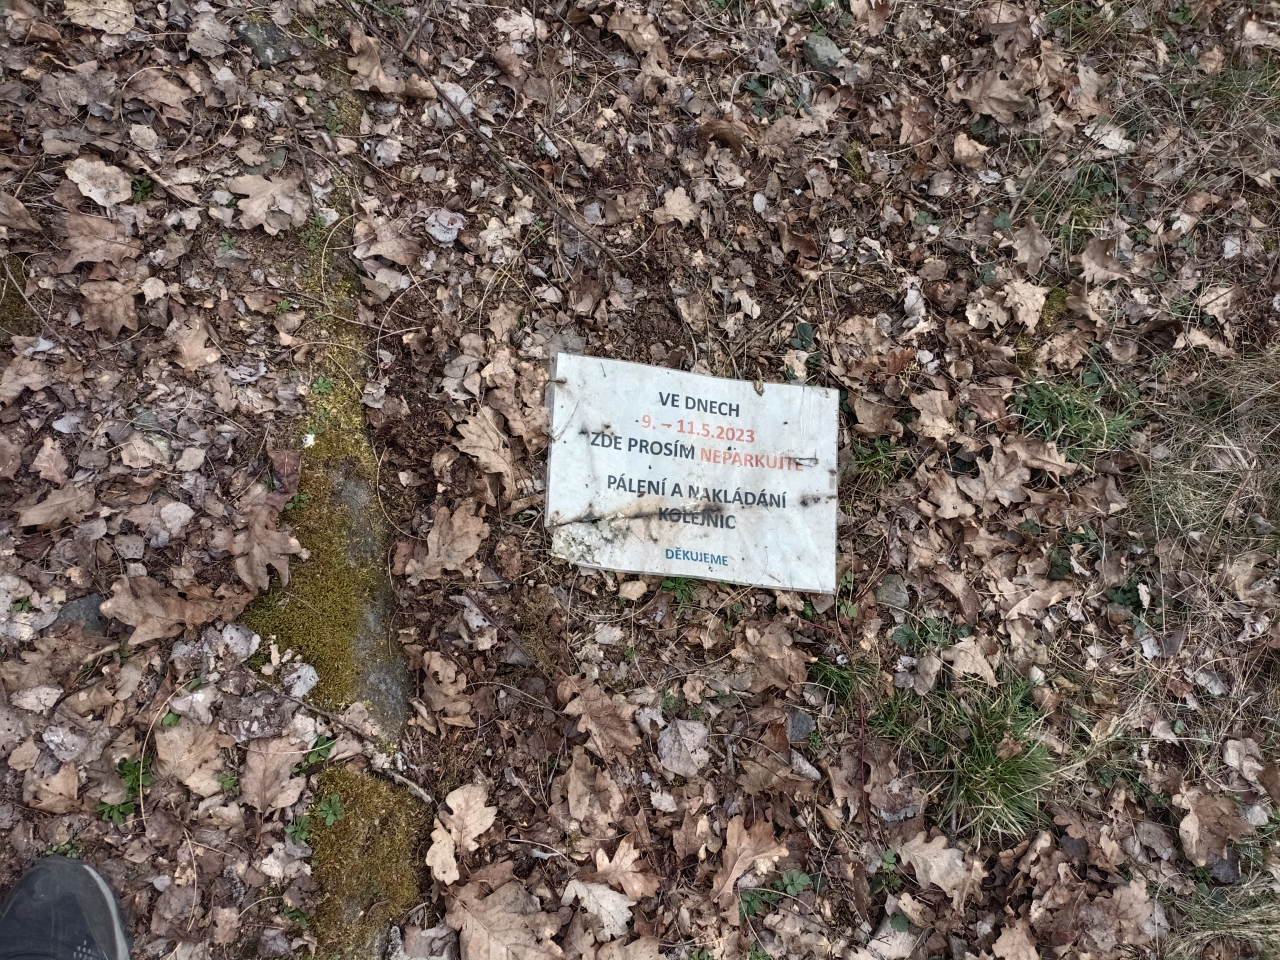 VE DNECH
9. – 11.5.2023
ZDE PROSÍM NEPARKUJTE
PÁLENÍ A NAKLÁDÁNÍ
KOLEJNIC
DĚKUJEME